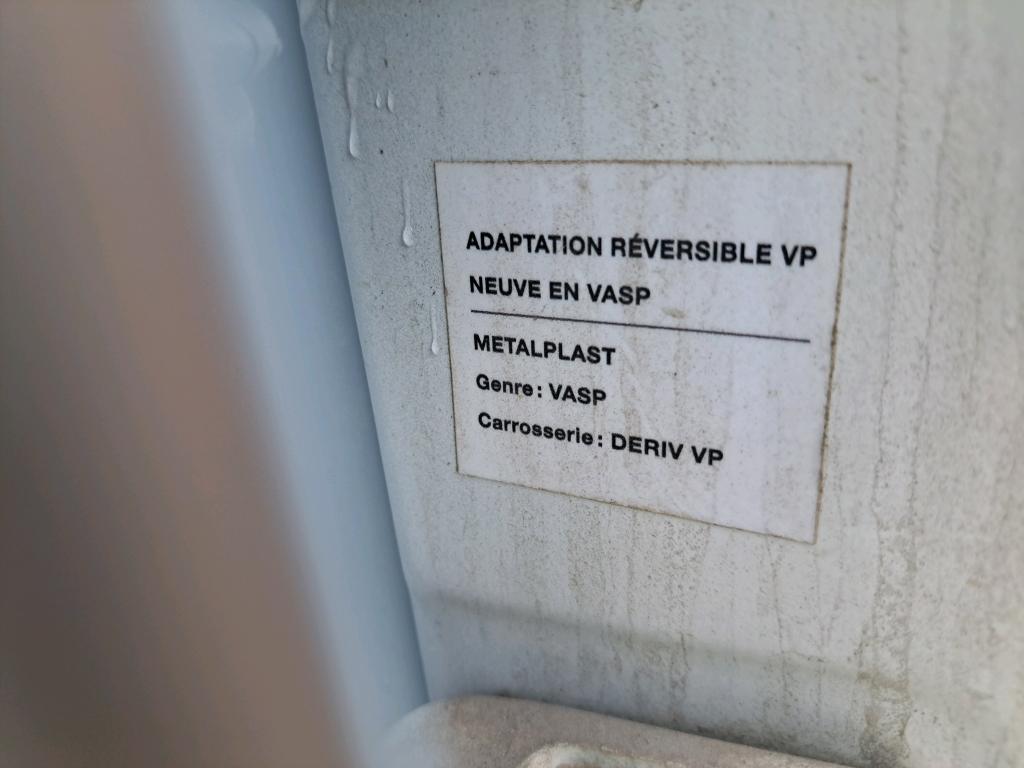 ADAPTATION RÉVERSIBLE VP
NEUVE EN VASP
METALPLAST
Genre : VASP
Carrosserie : DERIV VP